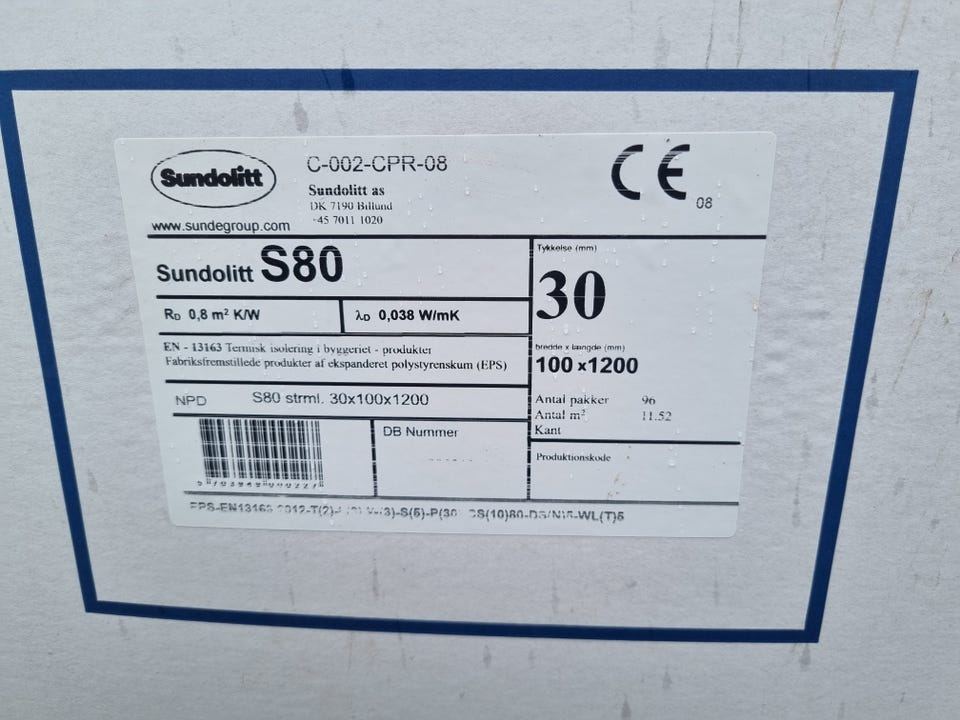 Sundolitt
C-002-CPR-08
Sundolitt as
DK 7190 Billund
+45 7011 1020
www.sundegroup.com
CE
08
Sundolitt S80
Tykkelse (mm)
30
RD 0,8 m² K/W
λD 0,038 W/mK
EN - 13163 Termisk isolering i byggeriet - produkter
Fabriksfremstillede produkter af ekspanderet polystyrenskum (EPS)
bredde x længde (mm)
100 x 1200
NPD
S80 strml. 30x100x1200
Antal pakker 96
Antal m² 11.52
Kant
DB Nummer
Produktionskode